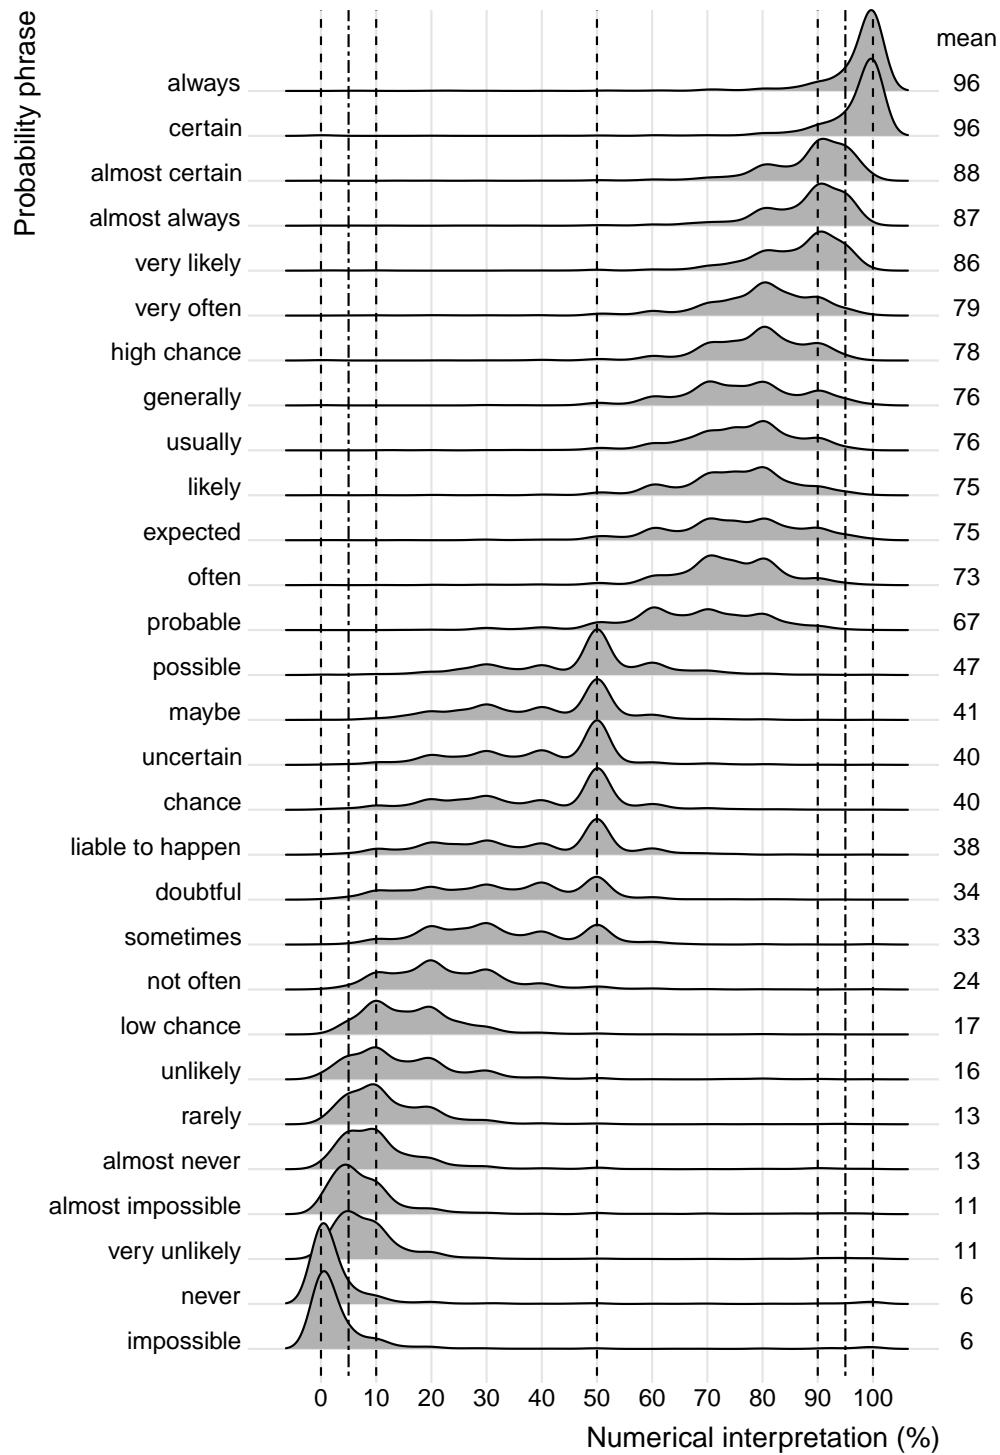 Probability phrase
mean
always 96
certain 96
almost certain 88
almost always 87
very likely 86
very often 79
high chance 78
generally 76
usually 76
likely 75
expected 75
often 73
probable 67
possible 47
maybe 41
uncertain 40
chance 40
liable to happen 38
doubtful 34
sometimes 33
not often 24
low chance 17
unlikely 16
rarely 13
almost never 13
almost impossible 11
very unlikely 11
never 6
impossible 6
0 10 20 30 40 50 60 70 80 90 100
Numerical interpretation (%)